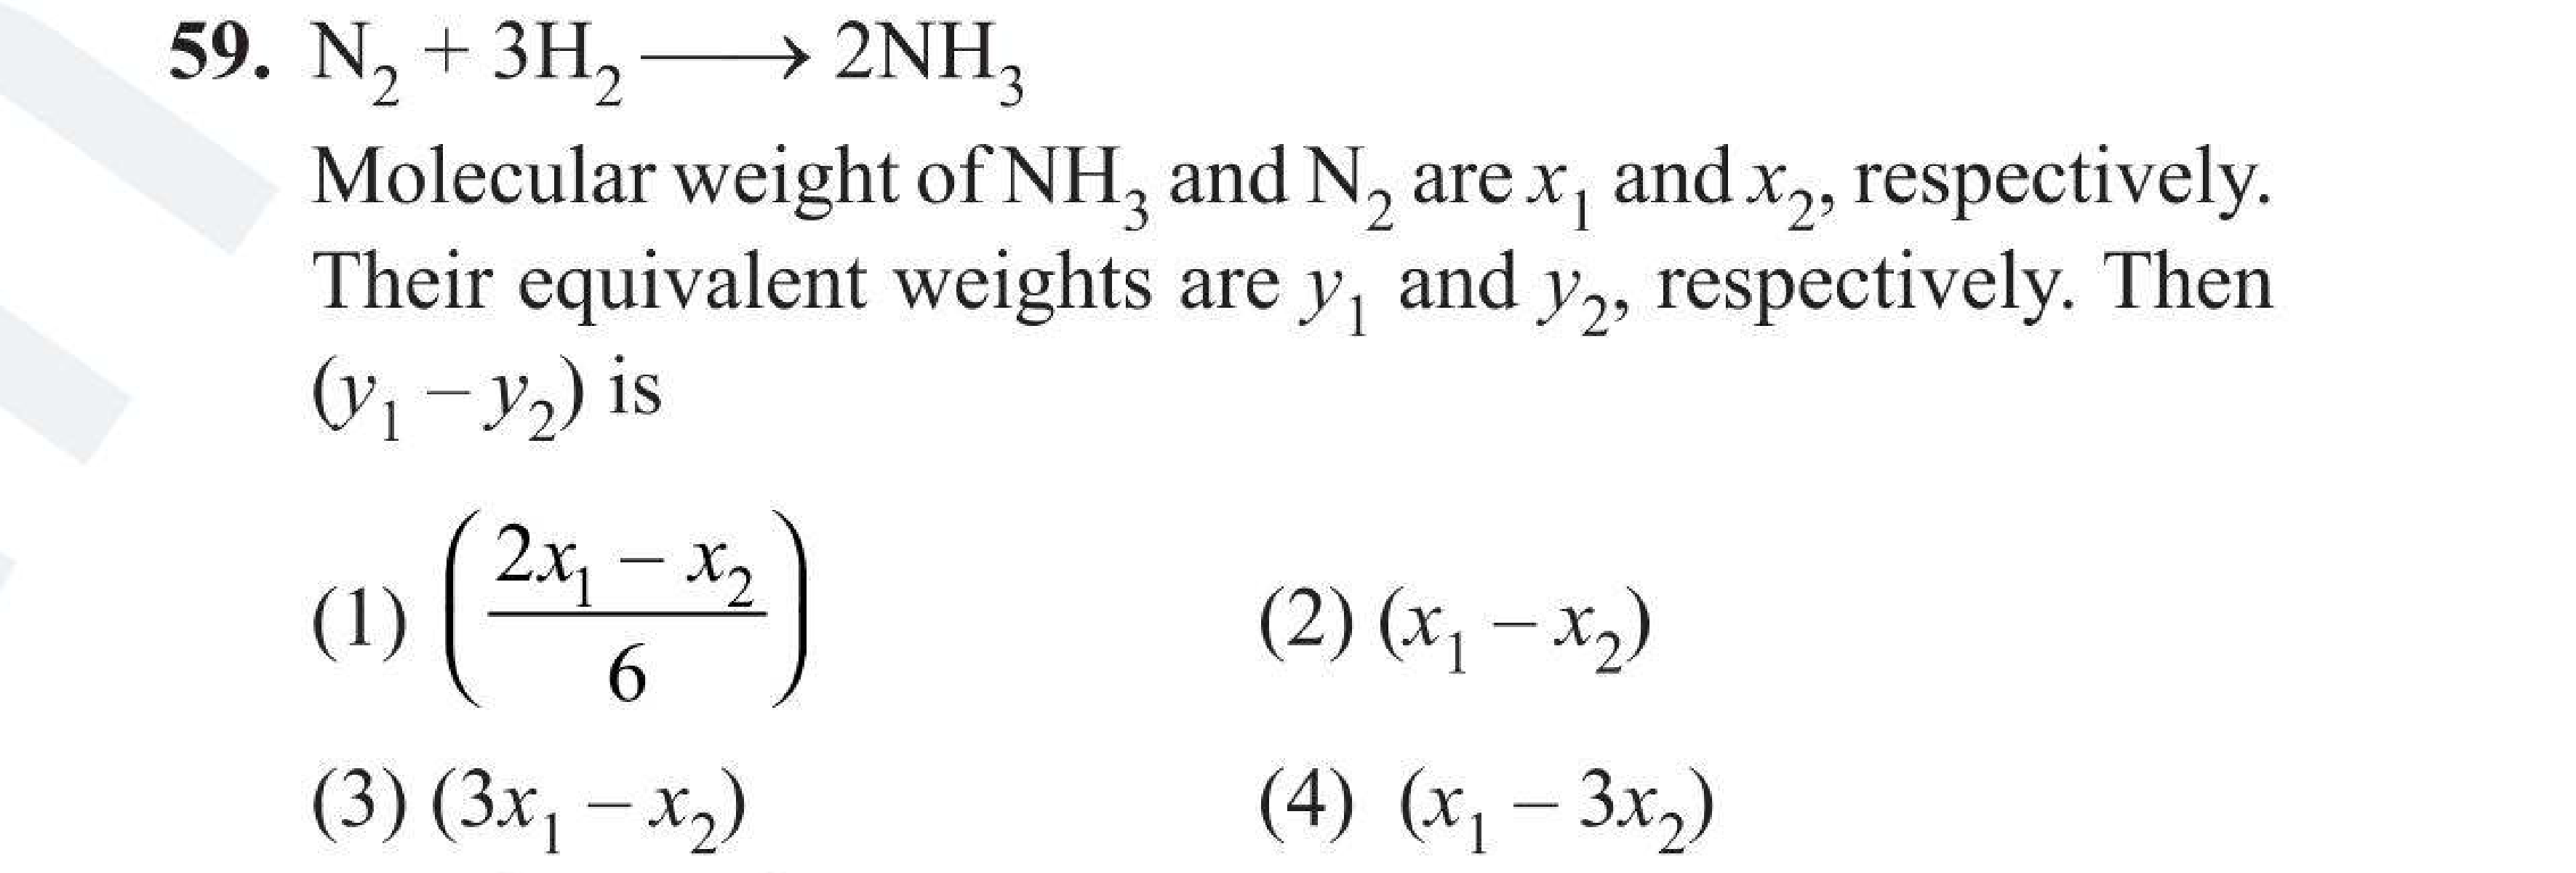 59. N₂ + 3H₂ ⟶ 2NH₃
Molecular weight of NH₃ and N₂ are x₁ and x₂, respectively.
Their equivalent weights are y₁ and y₂, respectively. Then
(y₁ – y₂) is
(1) ((2x₁ – x₂)/6) (2) (x₁ – x₂)
(3) (3x₁ – x₂) (4) (x₁ – 3x₂)